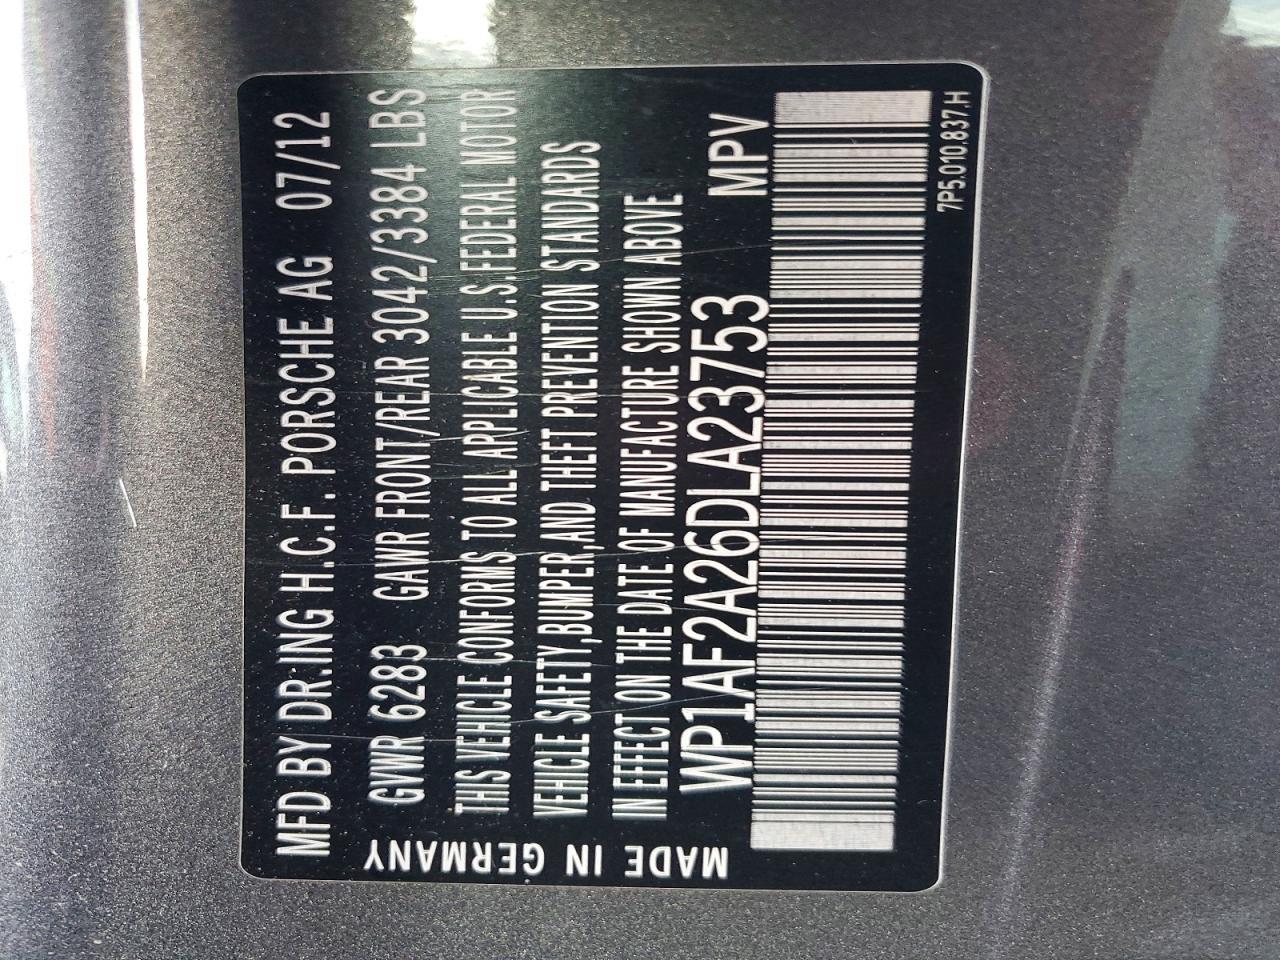 MFD BY DR.ING H.C.F. PORSCHE AG 07/12
GVWR 6283 GAWR FRONT/REAR 3042/3384 LBS
THIS VEHICLE CONFORMS TO ALL APPLICABLE U.S.FEDERAL MOTOR
VEHICLE SAFETY,BUMPER,AND THEFT PREVENTION STANDARDS
IN EFFECT ON THE DATE OF MANUFACTURE SHOWN ABOVE
WP1AF2A26DLA23753 MPV
7P5.010.837.H
MADE IN GERMANY